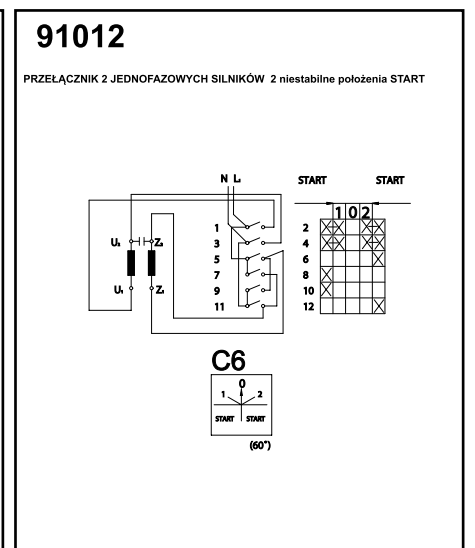 91012
PRZEŁĄCZNIK 2 JEDNOFAZOWYCH SILNIKÓW 2 niestabilne położenia START
N L₁
START START
1 0 2
1 2
3 4
5 6
7 8
9 10
11 12
U₂ Z₂
U₁ Z₁
C6
0
1 2
START START
(60°)